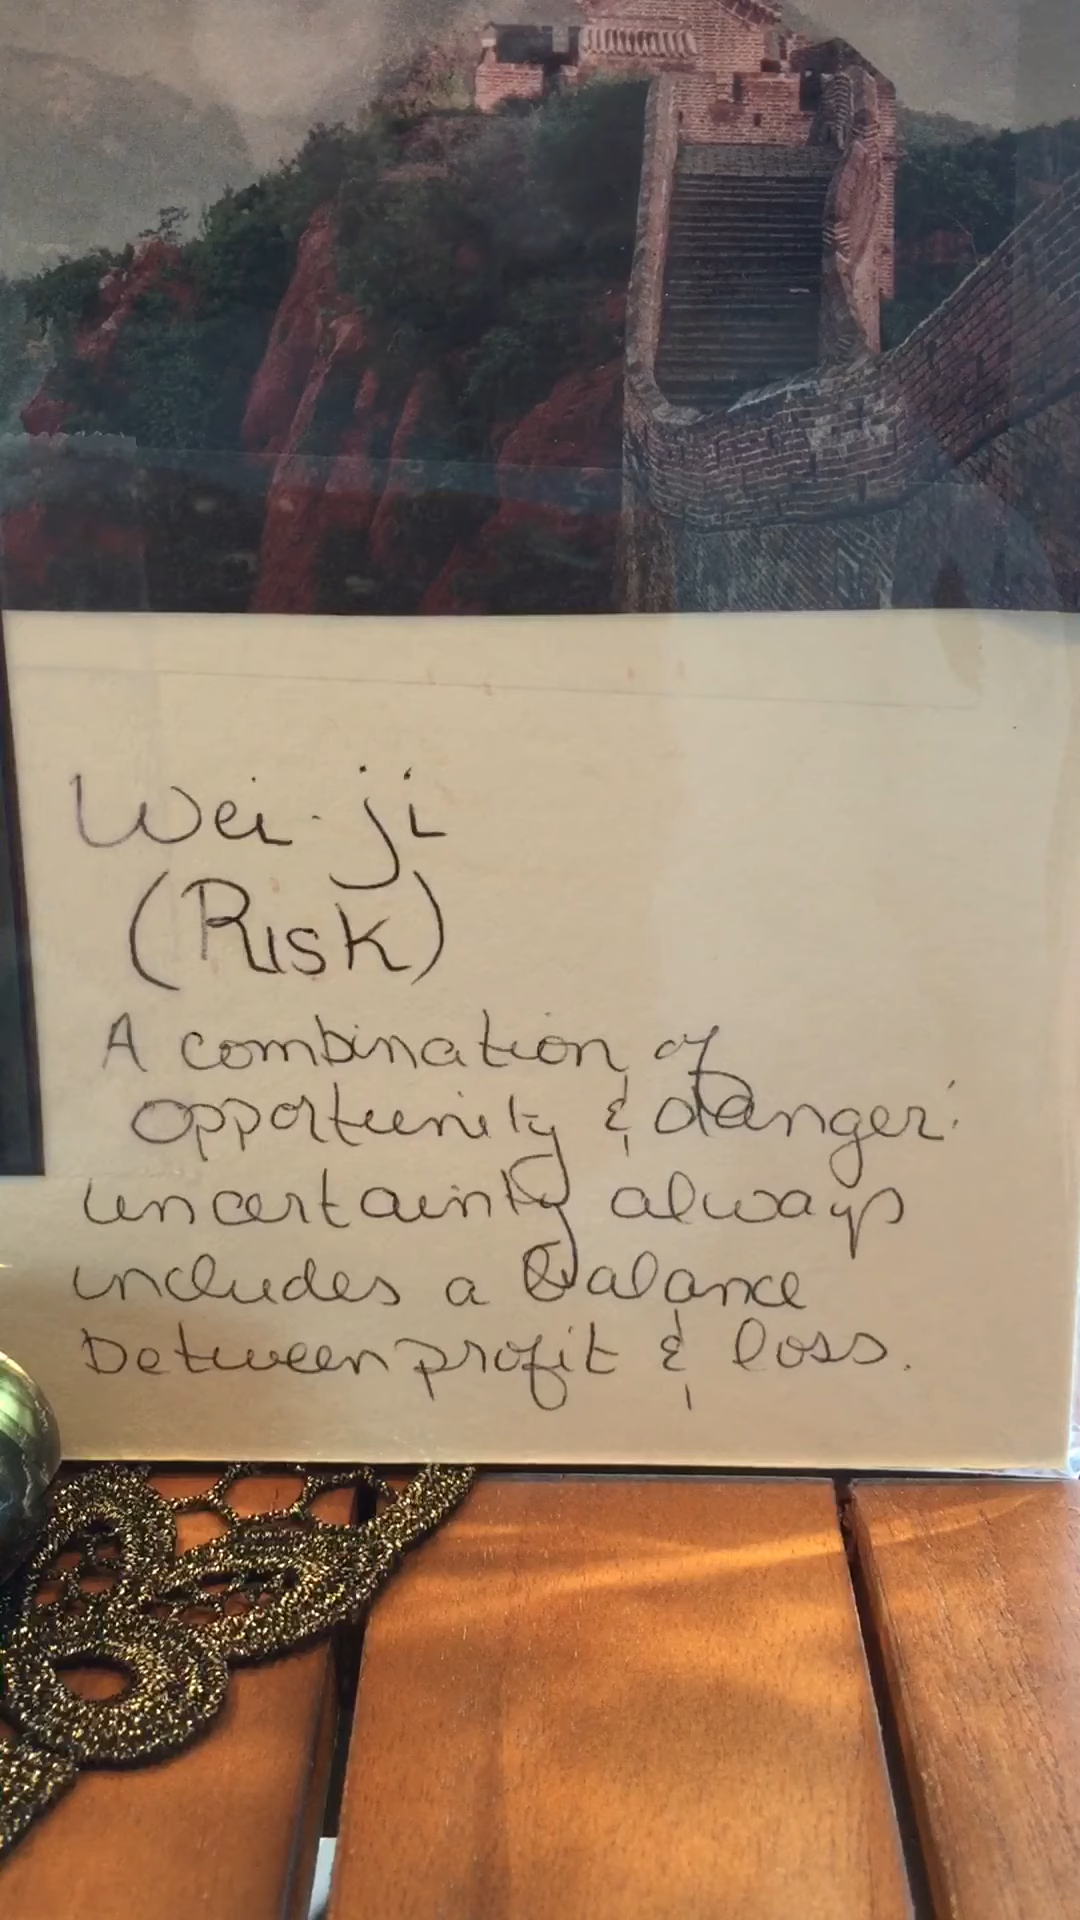 Wei-ji
(Risk)
A combination of
opportunity & danger:
uncertainty always
includes a balance
between profit & loss.